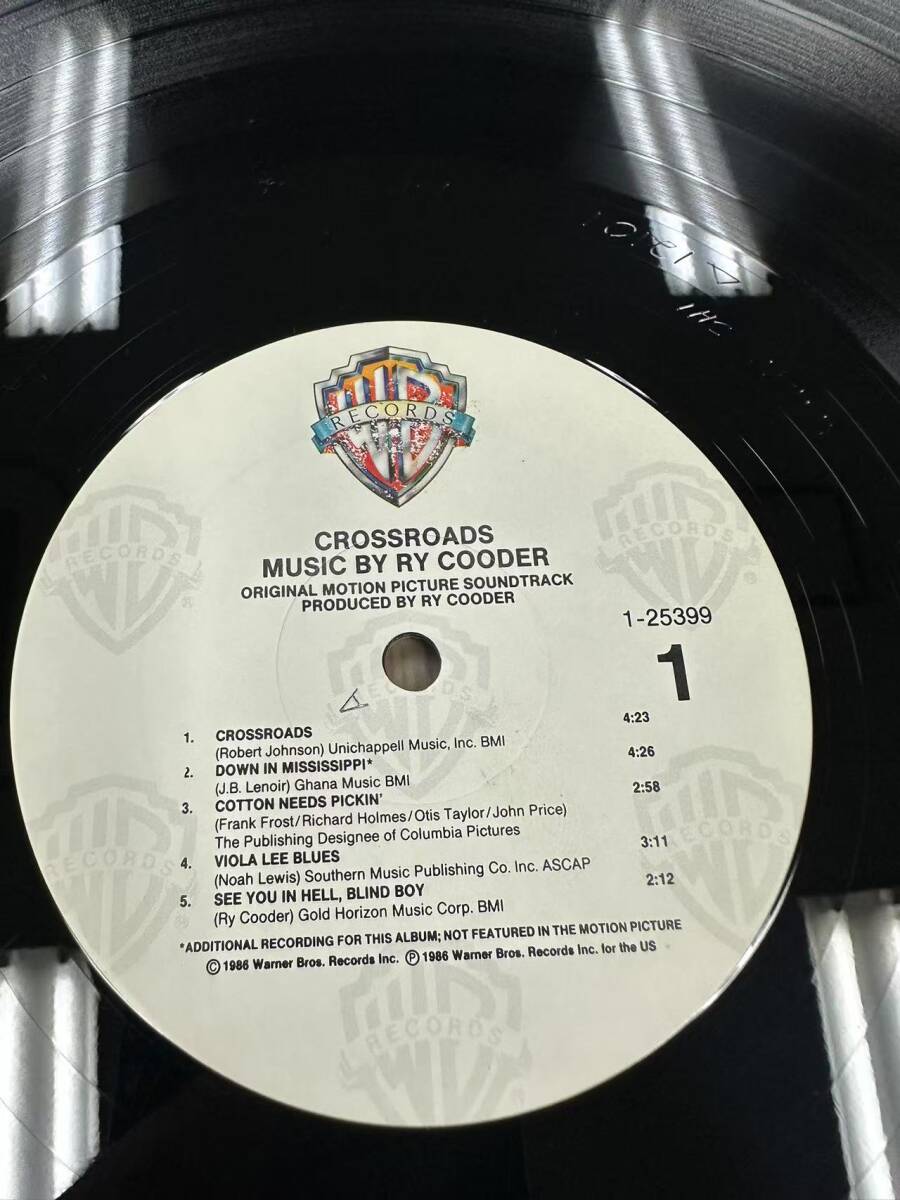 WB
RECORDS
CROSSROADS
MUSIC BY RY COODER
ORIGINAL MOTION PICTURE SOUNDTRACK
PRODUCED BY RY COODER
1-25399
1
1. CROSSROADS 4:23
(Robert Johnson) Unichappell Music, Inc. BMI
2. DOWN IN MISSISSIPPI* 4:26
(J.B. Lenoir) Ghana Music BMI
3. COTTON NEEDS PICKIN' 2:58
(Frank Frost/Richard Holmes/Otis Taylor/John Price)
The Publishing Designee of Columbia Pictures
4. VIOLA LEE BLUES 3:11
(Noah Lewis) Southern Music Publishing Co. Inc. ASCAP
5. SEE YOU IN HELL, BLIND BOY 2:12
(Ry Cooder) Gold Horizon Music Corp. BMI
*ADDITIONAL RECORDING FOR THIS ALBUM; NOT FEATURED IN THE MOTION PICTURE
©1986 Warner Bros. Records Inc. ℗1986 Warner Bros. Records Inc. for the US